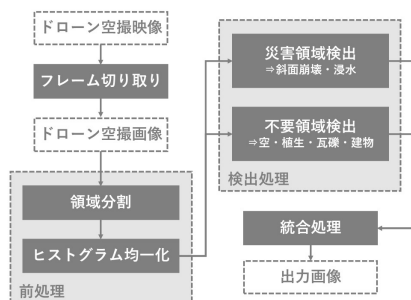 ドローン空撮映像
フレーム切り取り
ドローン空撮画像
領域分割
ヒストグラム均一化
前処理
災害領域検出
⇒斜面崩壊・浸水
不要領域検出
⇒空・植生・瓦礫・建物
検出処理
統合処理
出力画像